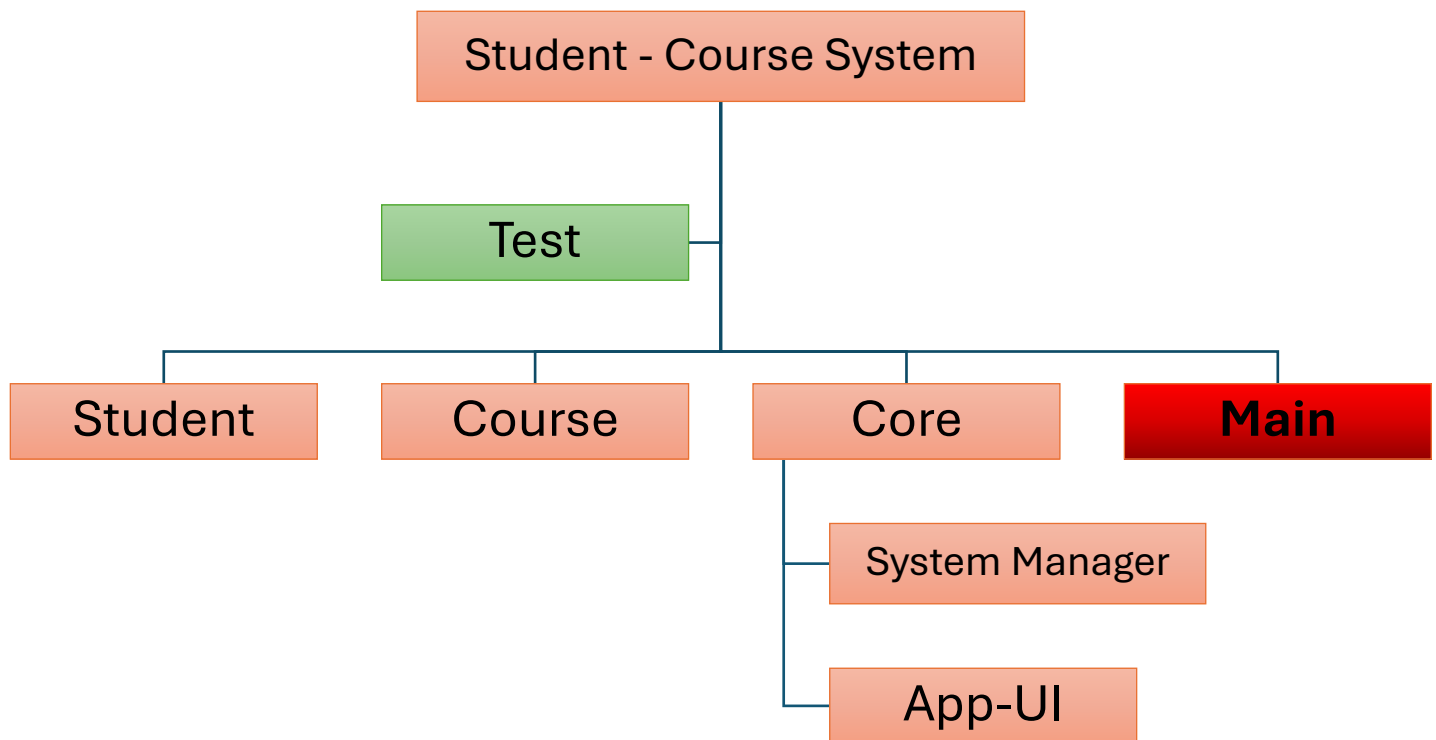 Student - Course System
Test
Student
Course
Core
Main
System Manager
App-UI